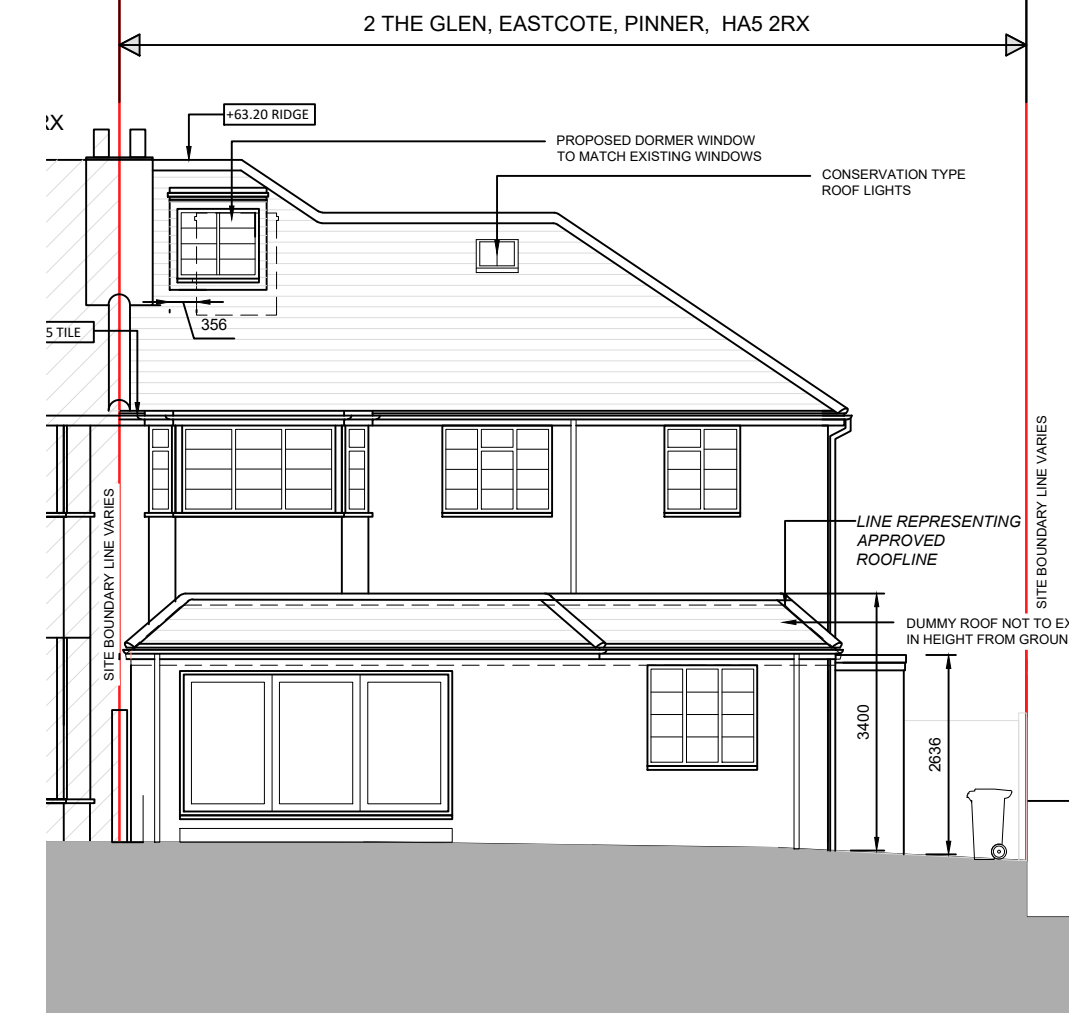 2 THE GLEN, EASTCOTE, PINNER, HA5 2RX
+63.20 RIDGE
PROPOSED DORMER WINDOW
TO MATCH EXISTING WINDOWS
CONSERVATION TYPE
ROOF LIGHTS
356
5 TILE
SITE BOUNDARY LINE VARIES
LINE REPRESENTING
APPROVED
ROOFLINE
SITE BOUNDARY LINE VARIES
DUMMY ROOF NOT TO
IN HEIGHT FROM
3400
2636